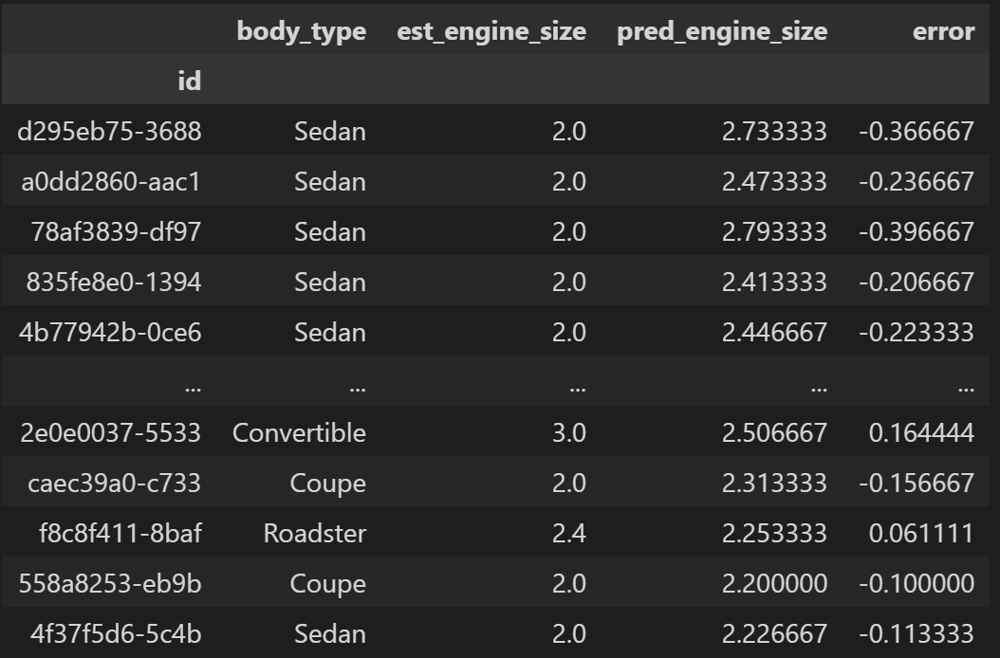 body_type est_engine_size pred_engine_size error
id
d295eb75-3688 Sedan 2.0 2.733333 -0.366667
a0dd2860-aac1 Sedan 2.0 2.473333 -0.236667
78af3839-df97 Sedan 2.0 2.793333 -0.396667
835fe8e0-1394 Sedan 2.0 2.413333 -0.206667
4b77942b-0ce6 Sedan 2.0 2.446667 -0.223333
... ... ... ... ...
2e0e0037-5533 Convertible 3.0 2.506667 0.164444
caec39a0-c733 Coupe 2.0 2.313333 -0.156667
f8c8f411-8baf Roadster 2.4 2.253333 0.061111
558a8253-eb9b Coupe 2.0 2.200000 -0.100000
4f37f5d6-5c4b Sedan 2.0 2.226667 -0.113333